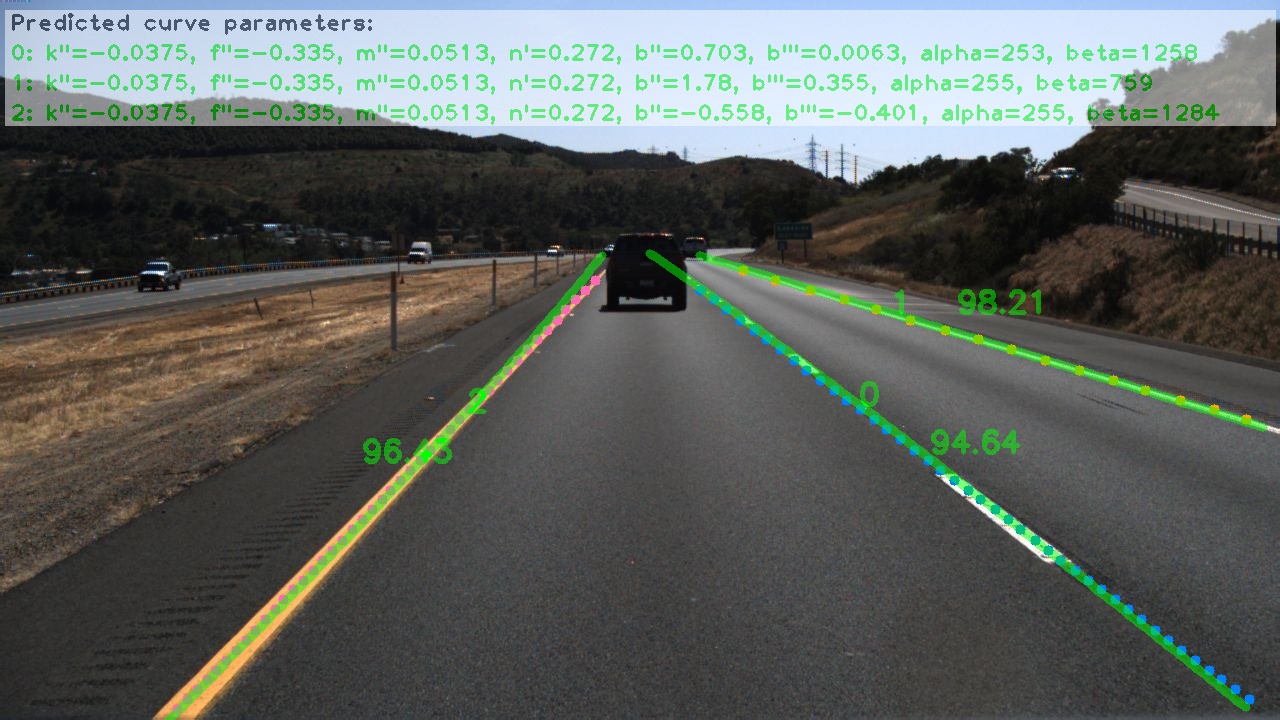 Predicted curve parameters:
0: k''=-0.0375, f''=-0.335, m''=0.0513, n'=0.272, b''=0.703, b'''=0.0063, alpha=253, beta=1258
1: k''=-0.0375, f''=-0.335, m''=0.0513, n'=0.272, b''=1.78, b'''=0.355, alpha=255, beta=759
2: k''=-0.0375, f''=-0.335, m''=0.0513, n'=0.272, b''=-0.558, b'''=-0.401, alpha=255, beta=1284
1 98.21
2 0
94.64